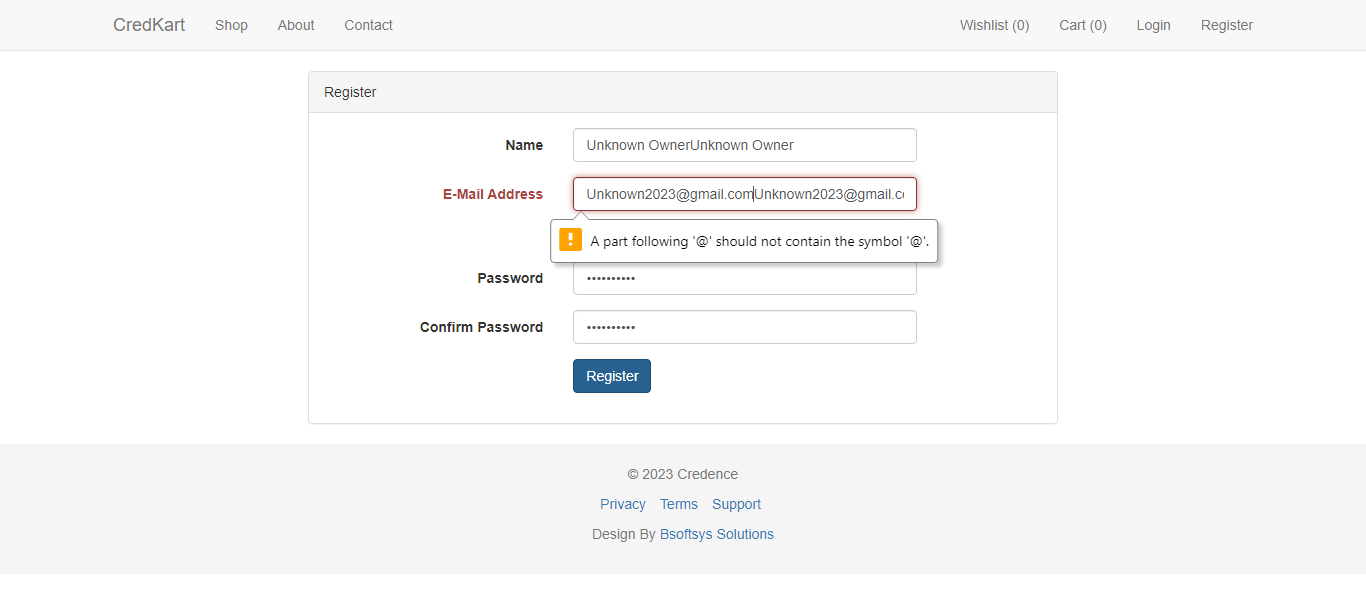 CredKart Shop About Contact Wishlist (0) Cart (0) Login Register
Register
Name Unknown OwnerUnknown Owner
E-Mail Address Unknown2023@gmail.comUnknown2023@gmail.c
! A part following '@' should not contain the symbol '@'.
Password ••••••••••
Confirm Password ••••••••••
Register
© 2023 Credence
Privacy Terms Support
Design By Bsoftsys Solutions